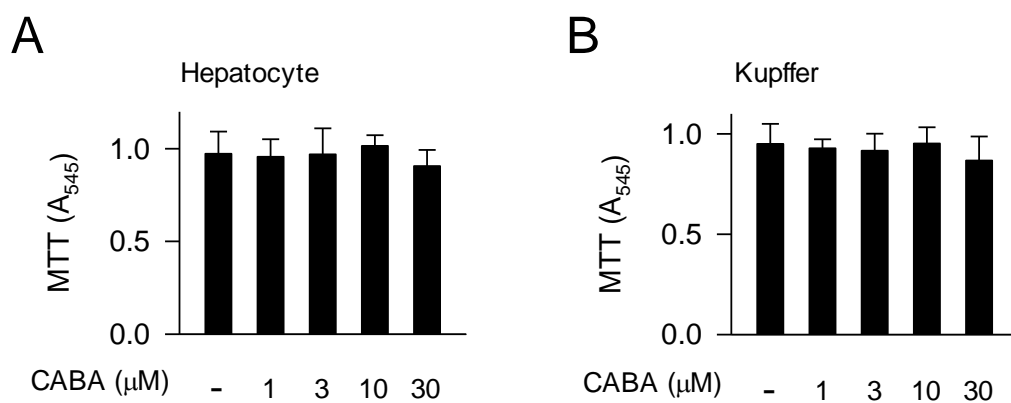 A
Hepatocyte
MTT (A545)
1.0
0.5
0.0
CABA (μM) - 1 3 10 30
B
Kupffer
MTT (A545)
1.0
0.5
0.0
CABA (μM) - 1 3 10 30